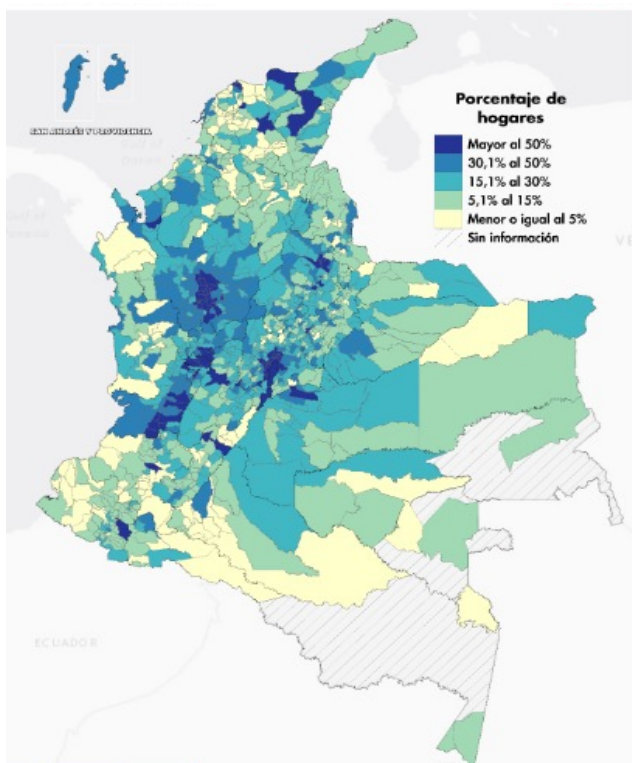 SAN ANDRÉS Y PROVIDENCIA
Porcentaje de
hogares
Mayor al 50%
30,1% al 50%
15,1% al 30%
5,1% al 15%
Menor o igual al 5%
Sin información
VE
ECUADOR